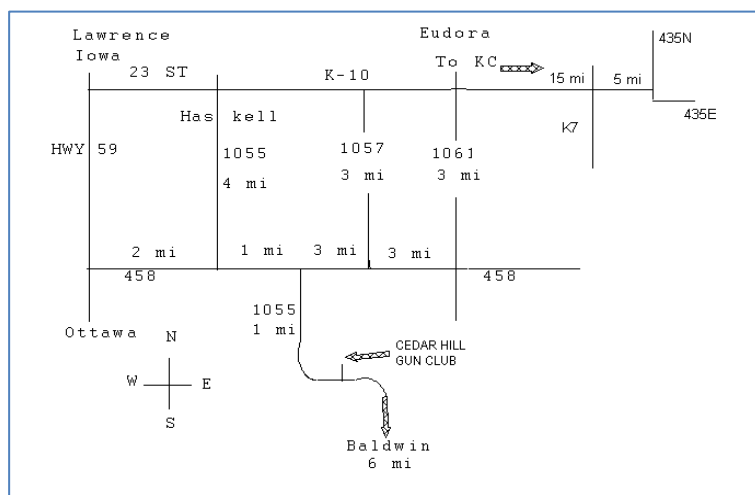 Lawrence
Iowa
Eudora
435N
23 ST
K-10
To KC
15 mi
5 mi
435E
Has kell
K7
HWY 59
1055
4 mi
1057
3 mi
1061
3 mi
2 mi
1 mi
3 mi
3 mi
458
458
1055
1 mi
Ottawa
N
W
E
S
CEDAR HILL
GUN CLUB
Baldwin
6 mi